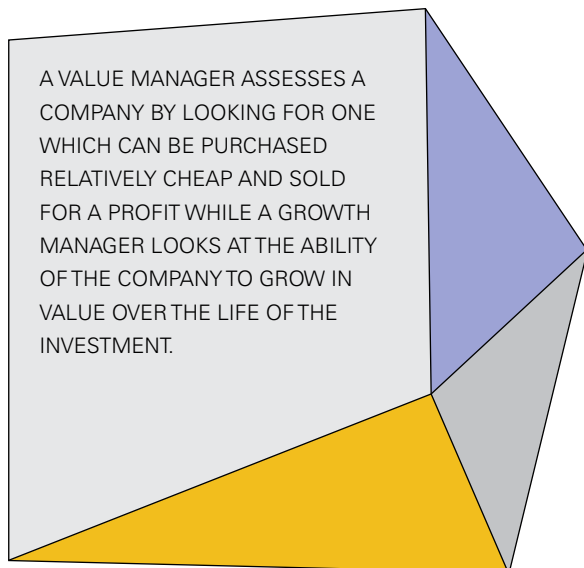 A VALUE MANAGER ASSESSES A
COMPANY BY LOOKING FOR ONE
WHICH CAN BE PURCHASED
RELATIVELY CHEAP AND SOLD
FOR A PROFIT WHILE A GROWTH
MANAGER LOOKS AT THE ABILITY
OF THE COMPANY TO GROW IN
VALUE OVER THE LIFE OF THE
INVESTMENT.